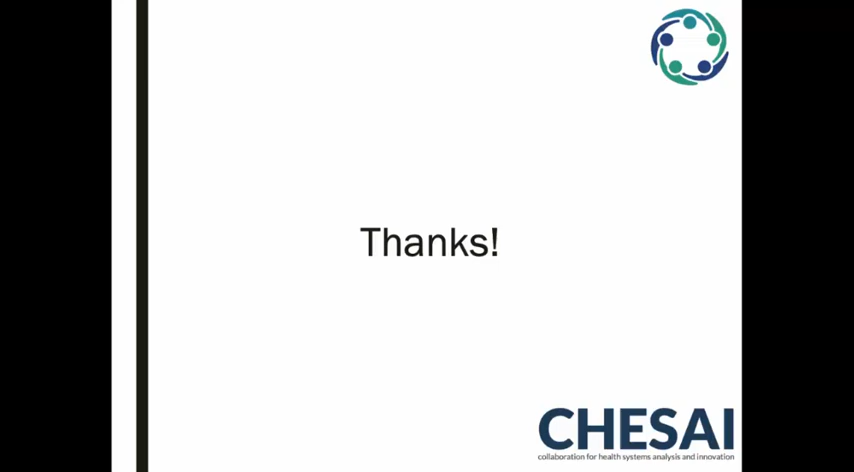 Thanks!
CHESAI
collaboration for health systems analysis and innovation